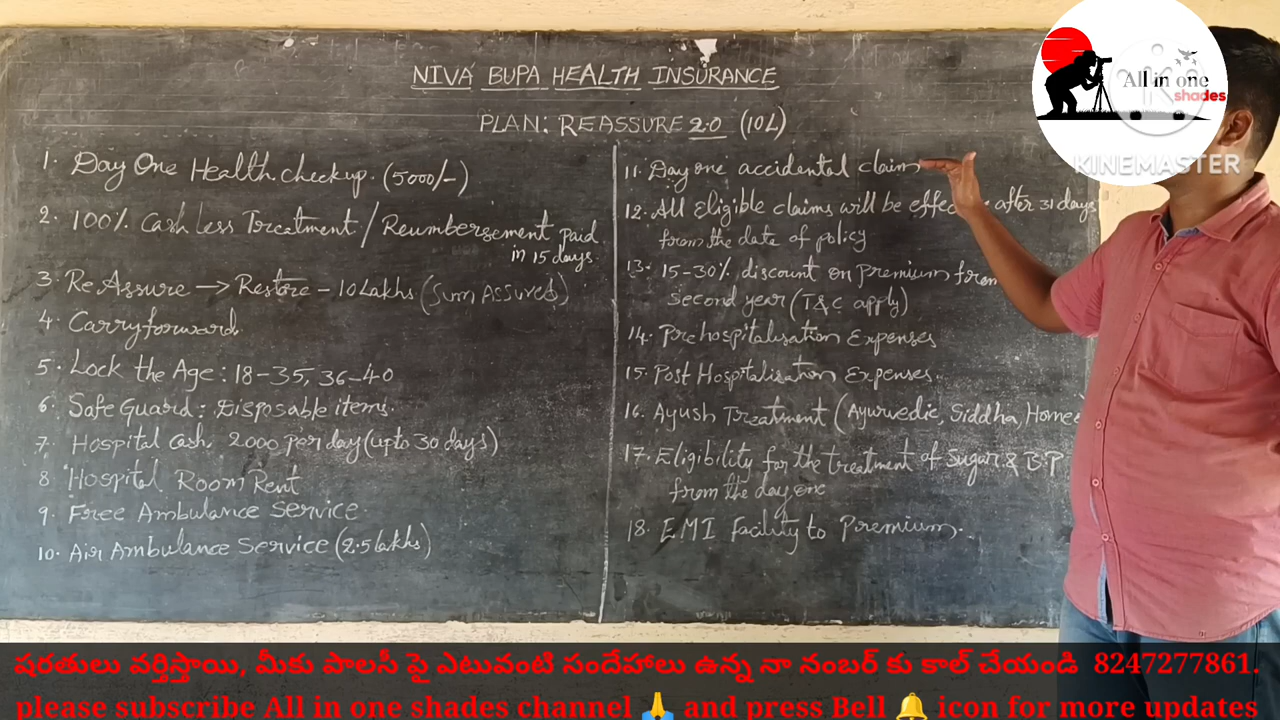 NIVA BUPA HEALTH INSURANCE
PLAN: REASSURE 2.0 (10L)
1. Day One Health checkup. (5000/-)
2. 100% Cash Less Treatment / Reumbersement paid
in 15 days.
3. ReAssure → Restore - 10 Lakhs (Sum Assured)
4. Carryforward.
5. Lock the Age: 18-35, 36-40
6. Safe Guard: Disposable items.
7. Hospital Cash. 2000 per day (upto 30 days)
8 Hospital Room Rent
9. Free Ambulance Service.
10. Air Ambulance Service (2.5 lakhs)
11. Day one accidental claims
12. All Eligible claims will be after 31 days
from the date of policy
13. 15-30% discount on premium from
second year (T&C apply)
14. Prehospitalisation Expenses
15. Post Hospitalisation Expenses.
16. Ayush Treatment (Ayurvedic, Siddha,
17. Eligibility for the treatment of Sugar & B.P
from the day one
18. EMI facility to Premium.
All in one
shades
KINEMASTER
షరతులు వర్తిస్తాయి, మీకు పాలసీ పై ఎటువంటి సందేహాలు ఉన్న నా నంబర్ కు కాల్ చేయండి 8247277861.
please subscribe All in one shades channel 🙏 and press Bell 🔔 icon for more updates